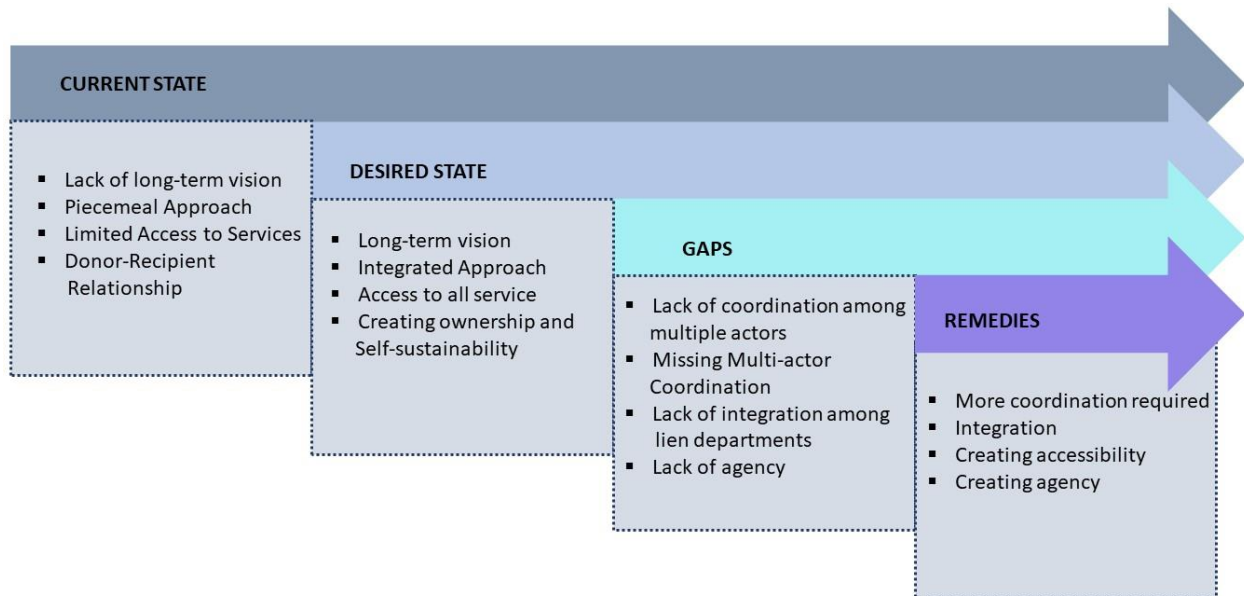 CURRENT STATE
▪ Lack of long-term vision
▪ Piecemeal Approach
▪ Limited Access to Services
▪ Donor-Recipient
Relationship
DESIRED STATE
▪ Long-term vision
▪ Integrated Approach
▪ Access to all service
▪ Creating ownership and
Self-sustainability
GAPS
▪ Lack of coordination among
multiple actors
▪ Missing Multi-actor
Coordination
▪ Lack of integration among
lien departments
▪ Lack of agency
REMEDIES
▪ More coordination required
▪ Integration
▪ Creating accessibility
▪ Creating agency